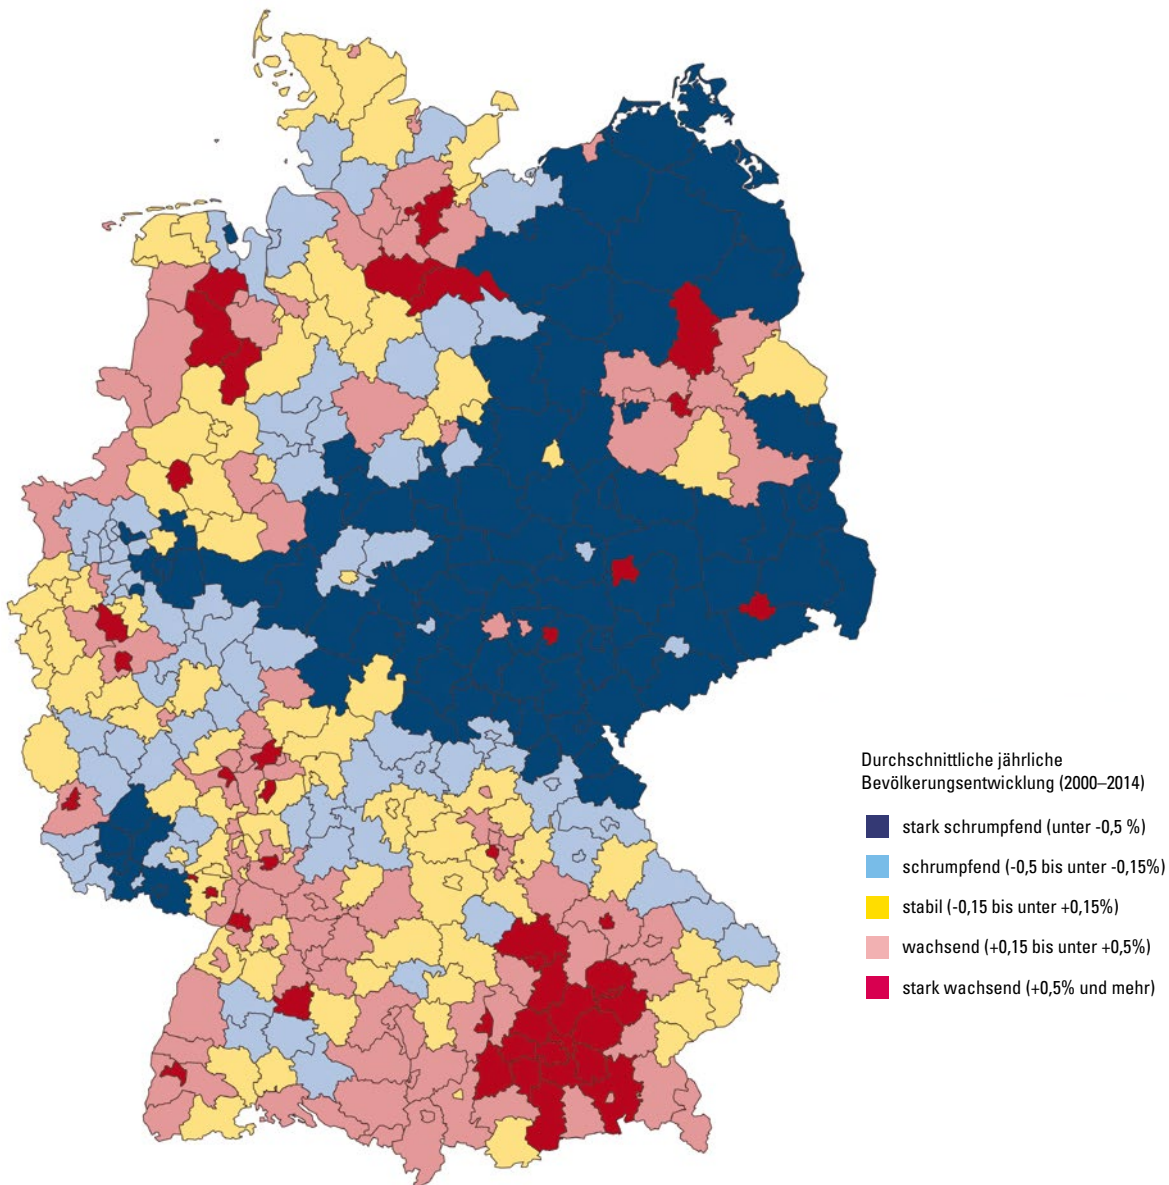 Durchschnittliche jährliche
Bevölkerungsentwicklung (2000–2014)
stark schrumpfend (unter -0,5 %)
schrumpfend (-0,5 bis unter -0,15%)
stabil (-0,15 bis unter +0,15%)
wachsend (+0,15 bis unter +0,5%)
stark wachsend (+0,5% und mehr)